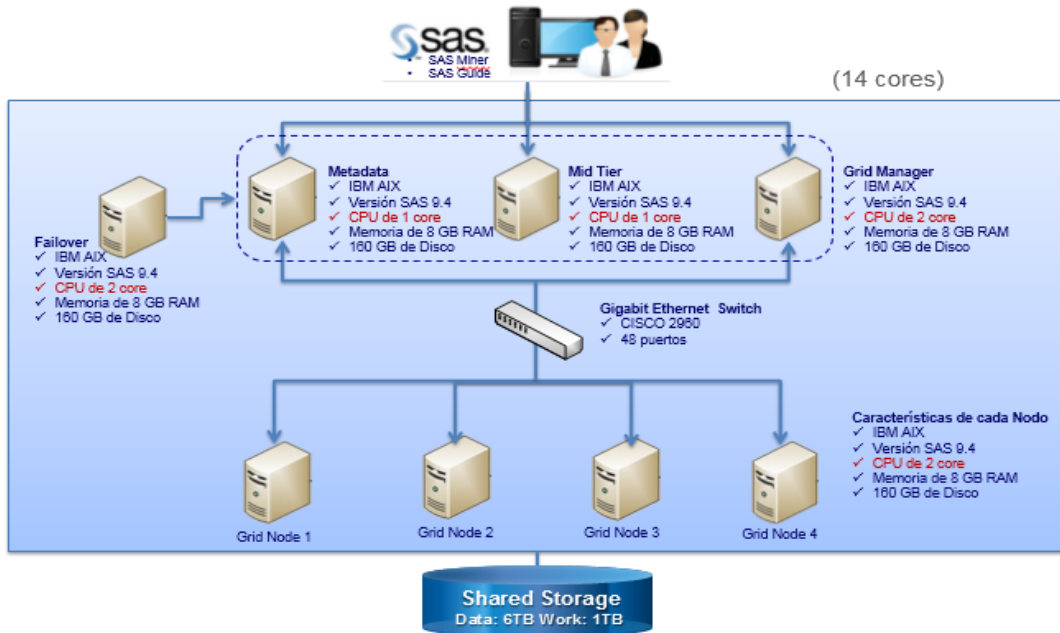 sas
SAS Miner
SAS Guide
(14 cores)
Metadata
IBM AIX
Versión SAS 9.4
CPU de 1 core
Memoria de 8 GB RAM
160 GB de Disco
Mid Tier
IBM AIX
Versión SAS 9.4
CPU de 1 core
Memoria de 8 GB RAM
160 GB de Disco
Grid Manager
IBM AIX
Versión SAS 9.4
CPU de 2 core
Memoria de 8 GB RAM
160 GB de Disco
Failover
IBM AIX
Versión SAS 9.4
CPU de 2 core
Memoria de 8 GB RAM
160 GB de Disco
Gigabit Ethernet Switch
CISCO 2960
48 puertos
Características de cada Nodo
IBM AIX
Versión SAS 9.4
CPU de 2 core
Memoria de 8 GB RAM
160 GB de Disco
Grid Node 1
Grid Node 2
Grid Node 3
Grid Node 4
Shared Storage
Data: 6TB Work: 1TB